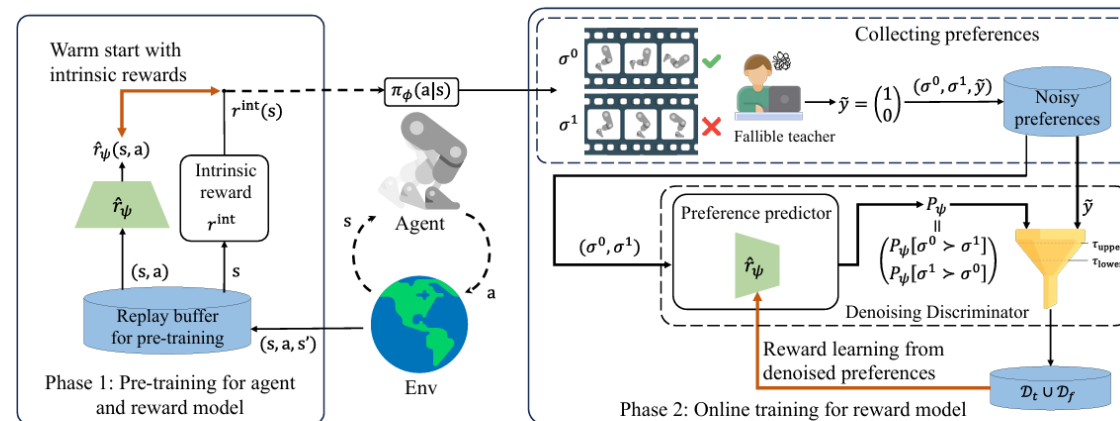 Warm start with
intrinsic rewards
r^int(s)
r̂_ψ(s, a)
r̂_ψ
Intrinsic
reward
r^int
(s, a)
s
Replay buffer
for pre-training
(s, a, s′)
Phase 1: Pre-training for agent
and reward model
π_ϕ(a|s)
Agent
s
a
Env
Collecting preferences
σ^0
σ^1
Fallible teacher
ỹ = (1 0)
(σ^0, σ^1, ỹ)
Noisy
preferences
(σ^0, σ^1)
Preference predictor
r̂_ψ
P_ψ
=
(P_ψ[σ^0 ≻ σ^1]
P_ψ[σ^1 ≻ σ^0])
ỹ
τ_upper
τ_lower
Denoising Discriminator
Reward learning from
denoised preferences
𝒟_t ∪ 𝒟_f
Phase 2: Online training for reward model